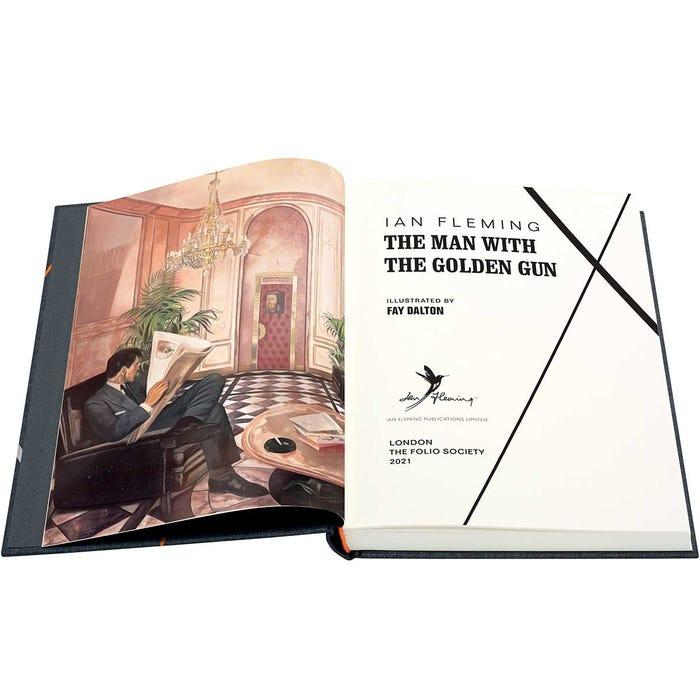 IAN FLEMING
THE MAN WITH
THE GOLDEN GUN
ILLUSTRATED BY
FAY DALTON
Ian Fleming
IAN FLEMING PUBLICATIONS LIMITED
LONDON
THE FOLIO SOCIETY
2021